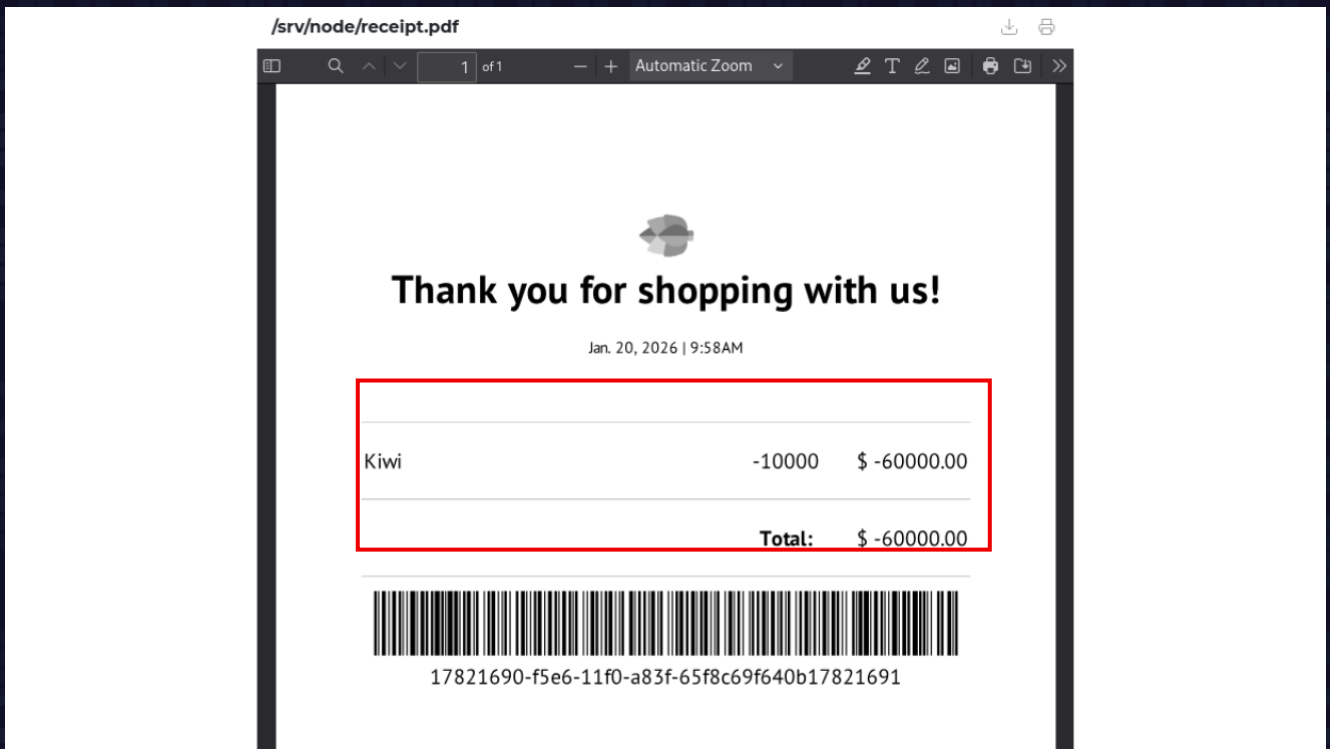 /srv/node/receipt.pdf
1 of 1 Automatic Zoom
Thank you for shopping with us!
Jan. 20, 2026 | 9:58AM
Kiwi -10000 $ -60000.00
Total: $ -60000.00
17821690-f5e6-11f0-a83f-65f8c69f640b17821691